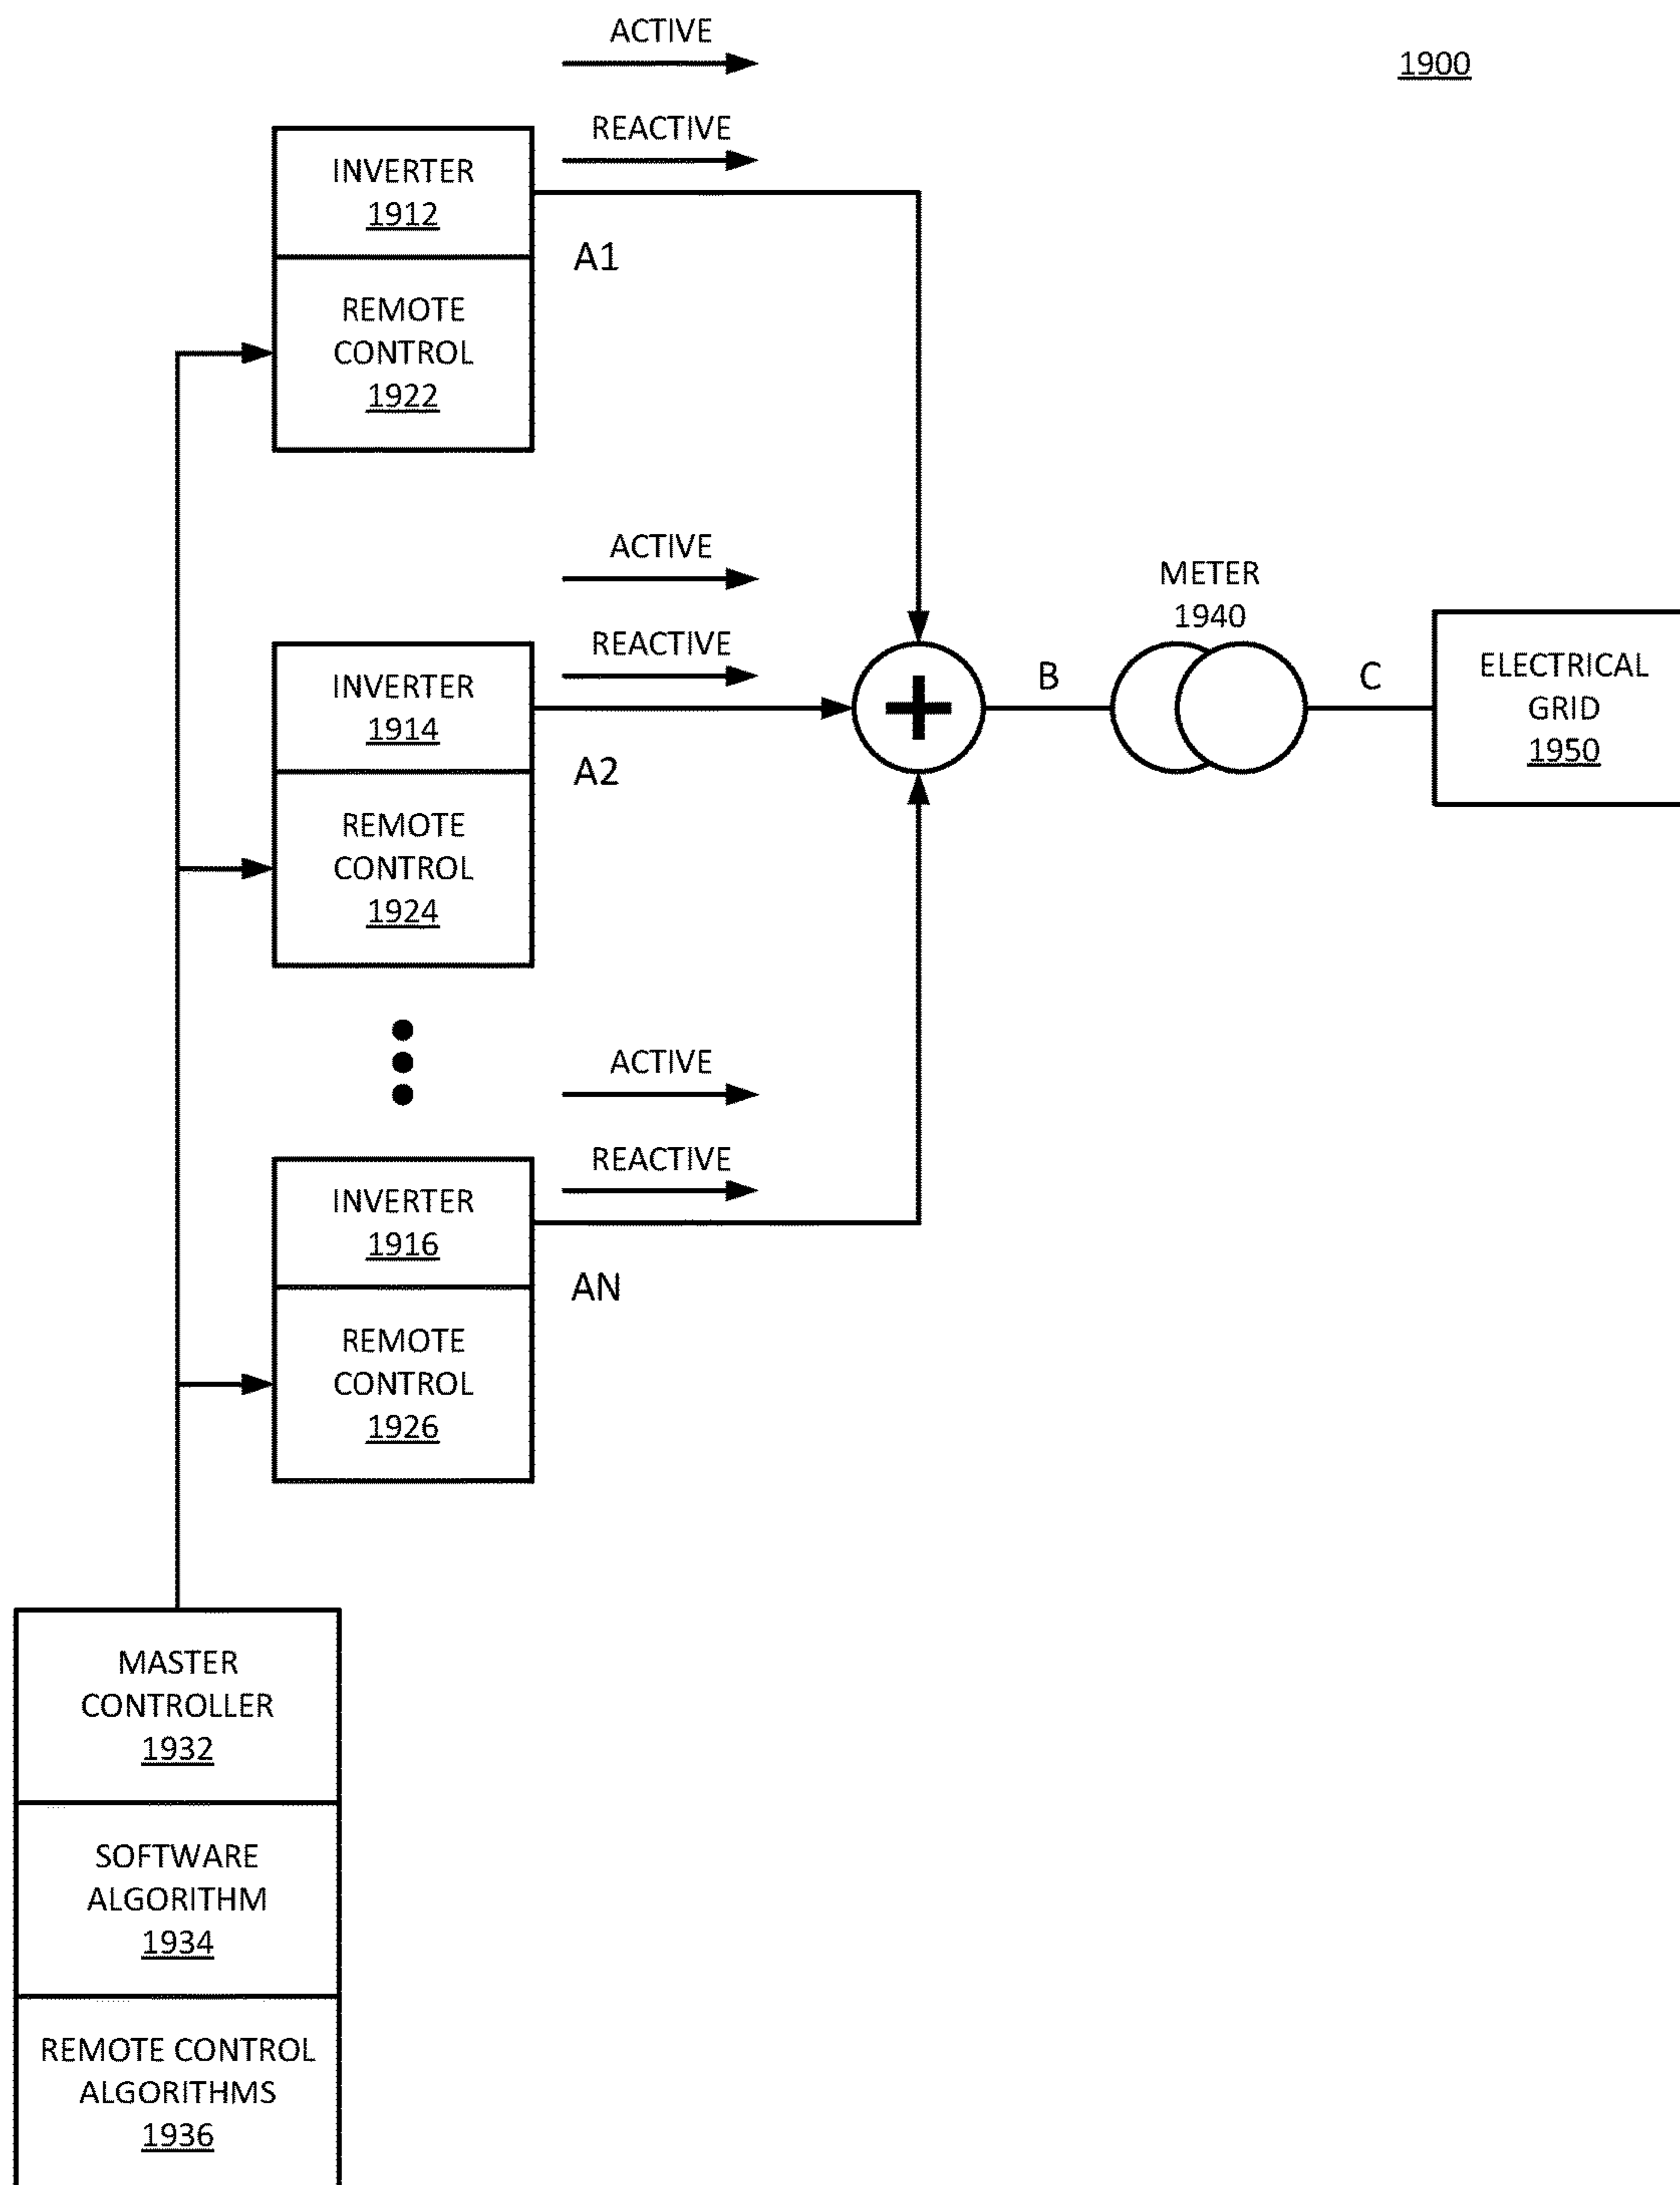 ACTIVE
1900
REACTIVE
INVERTER
1912
A1
REMOTE
CONTROL
1922
ACTIVE
REACTIVE
INVERTER
1914
A2
REMOTE
CONTROL
1924
METER
1940
B
C
ELECTRICAL
GRID
1950
ACTIVE
REACTIVE
INVERTER
1916
AN
REMOTE
CONTROL
1926
MASTER
CONTROLLER
1932
SOFTWARE
ALGORITHM
1934
REMOTE CONTROL
ALGORITHMS
1936